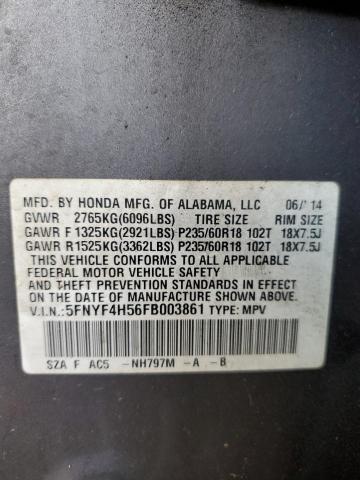 MFD. BY HONDA MFG. OF ALABAMA, LLC 06/'14
GVWR 2765KG(6096LBS) TIRE SIZE RIM SIZE
GAWR F 1325KG(2921LBS) P235/60R18 102T 18X7.5J
GAWR R 1525KG(3362LBS) P235/60R18 102T 18X7.5J
THIS VEHICLE CONFORMS TO ALL APPLICABLE
FEDERAL MOTOR VEHICLE SAFETY
AND THEFT PREVENTION STANDARDS IN EFFECT
ON THE DATE OF MANUFACTURE SHOWN ABOVE.
V.I.N.: 5FNYF4H56FB003861 TYPE: MPV
SZA F AC5 -NH797M -A -B